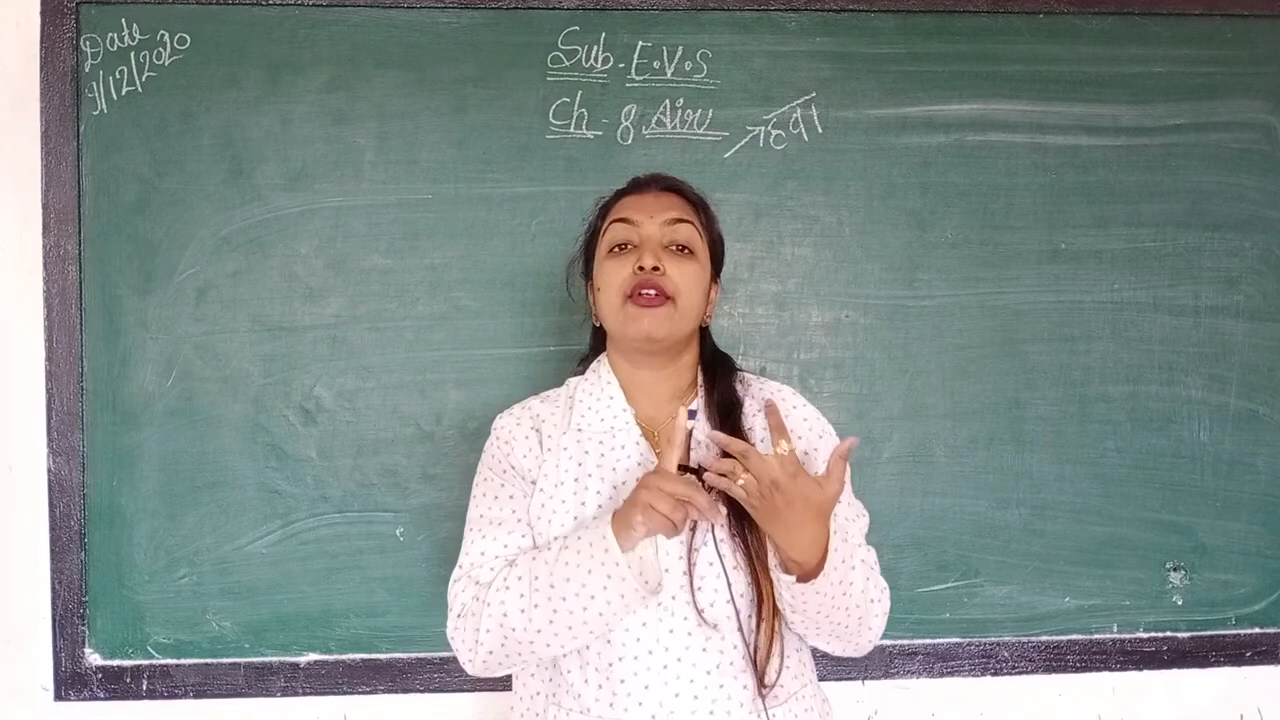 Date
9/12/2020
Sub - E.V.S
Ch - 8 Air → हवा